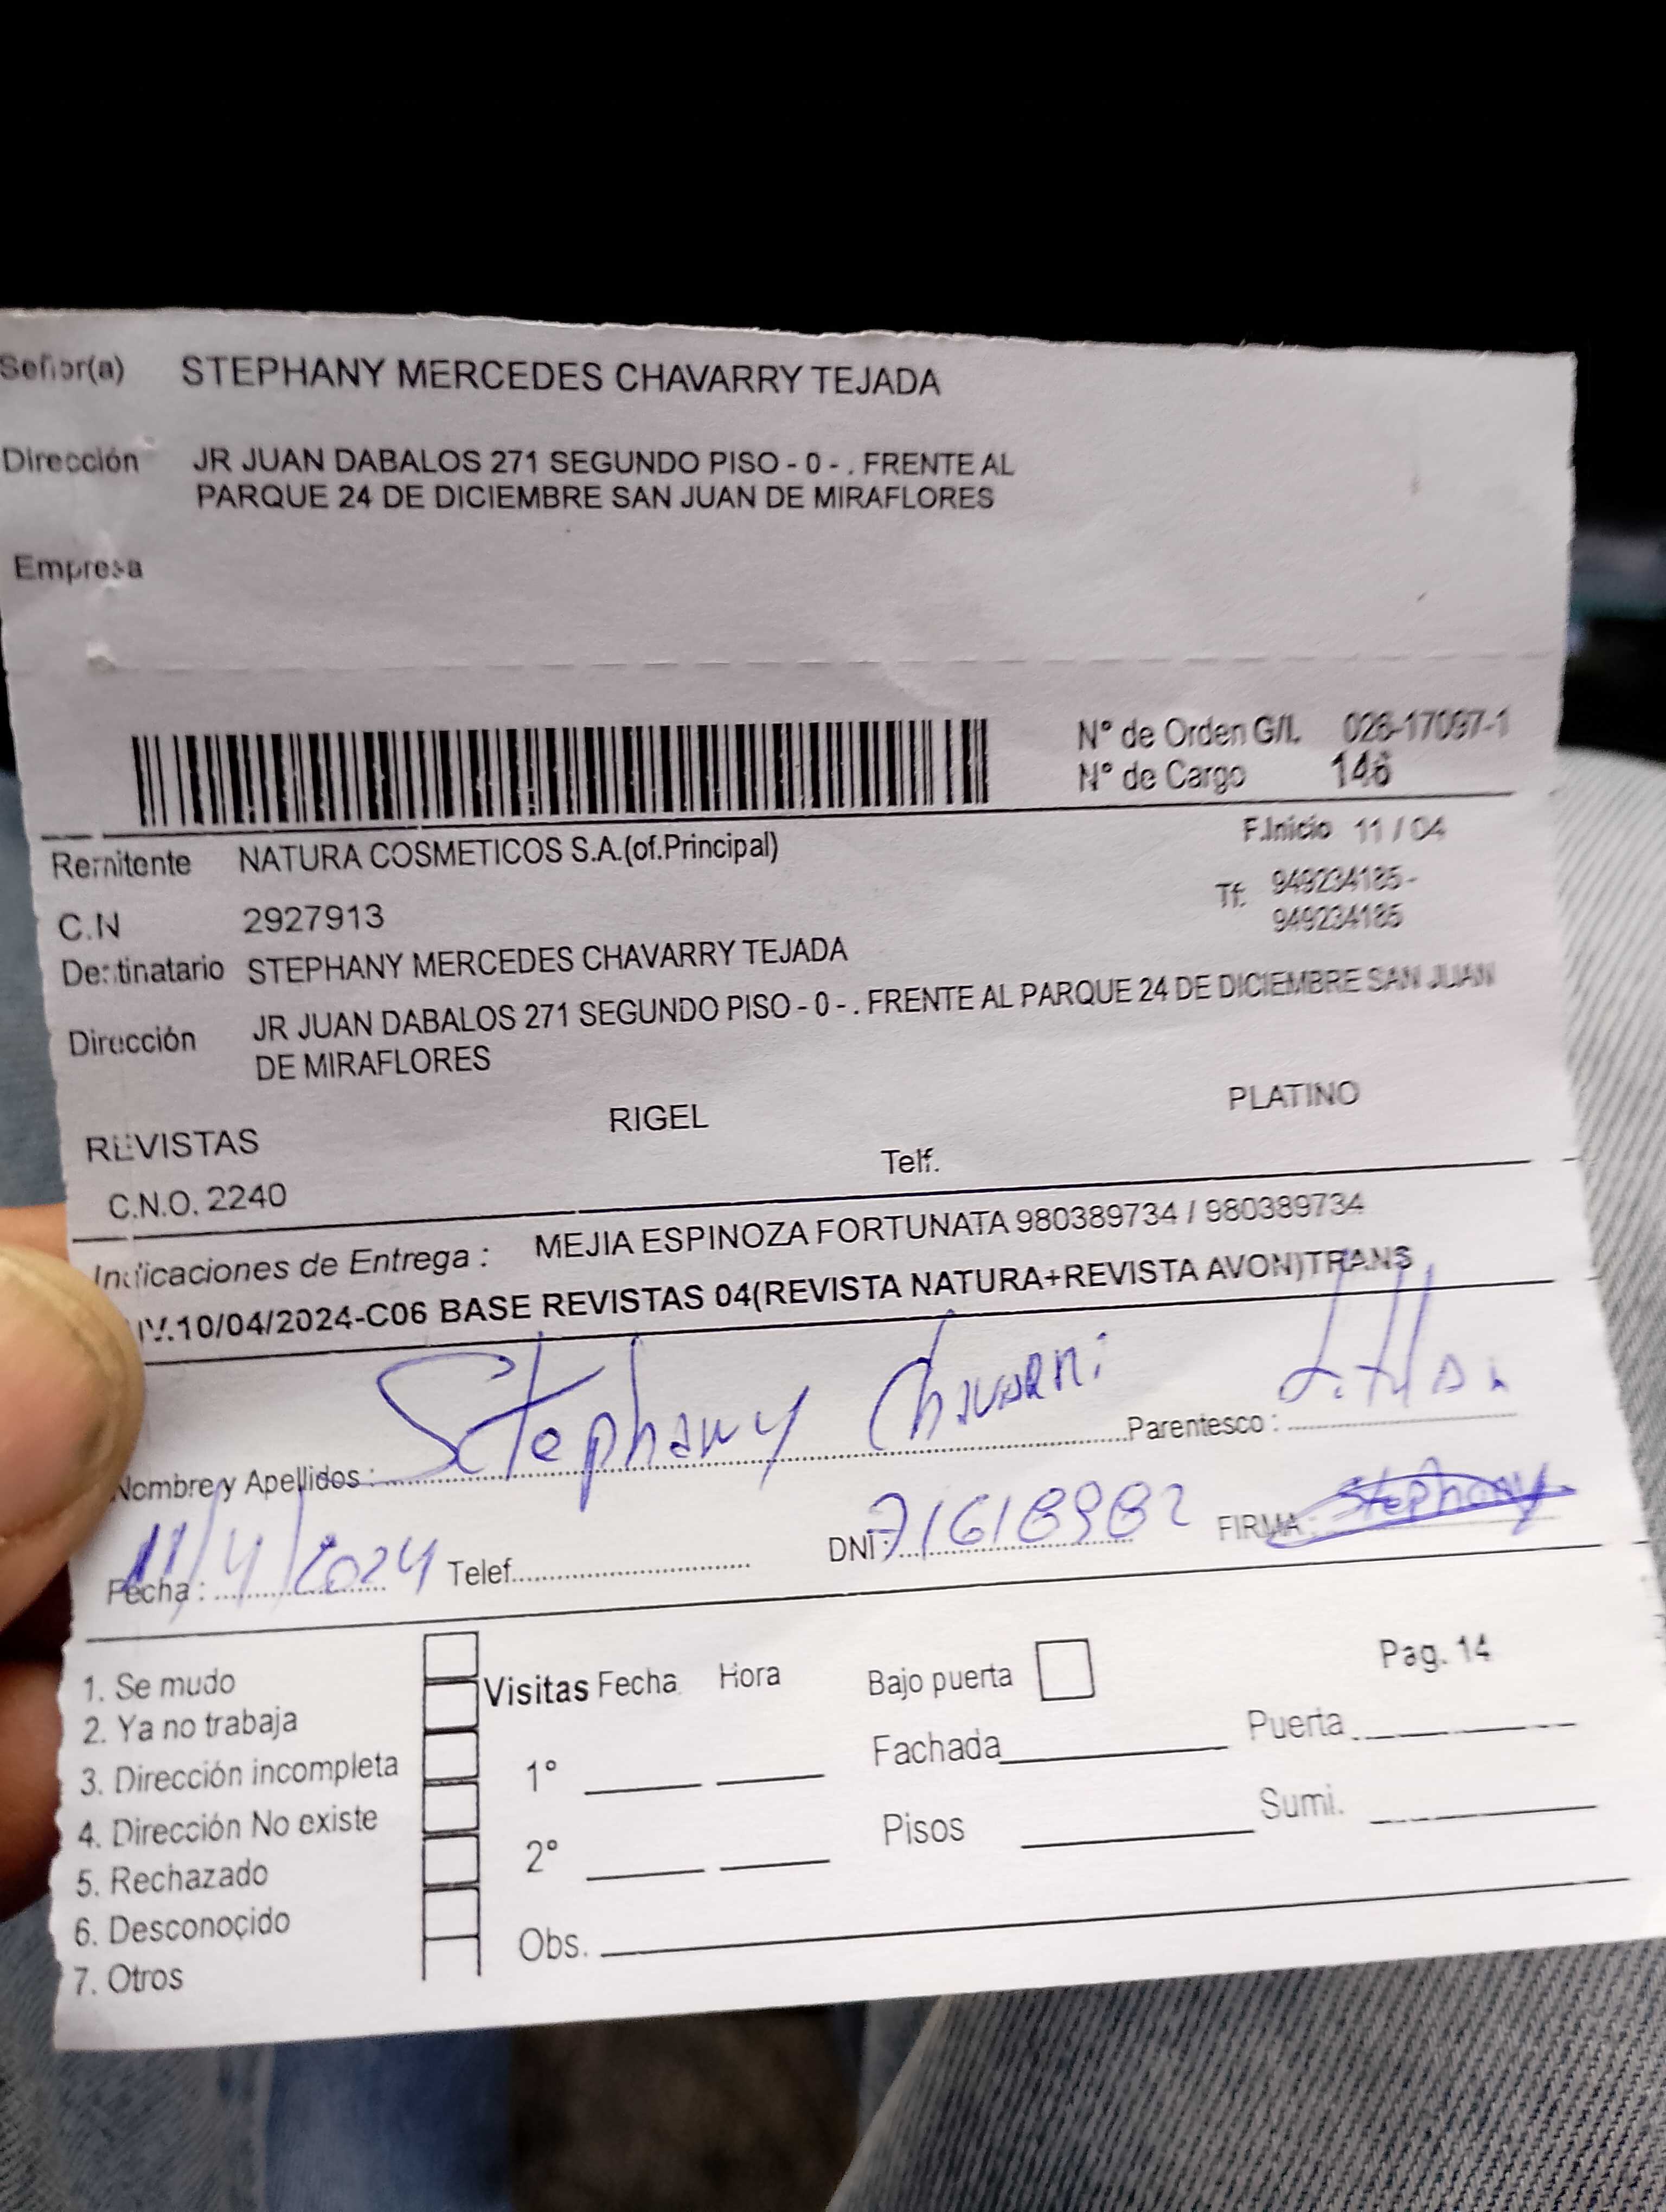 Señor(a) STEPHANY MERCEDES CHAVARRY TEJADA
Dirección JR JUAN DABALOS 271 SEGUNDO PISO - 0 - . FRENTE AL
PARQUE 24 DE DICIEMBRE SAN JUAN DE MIRAFLORES
Empresa
N° de Orden G/L 026-17097-1
N° de Cargo 146
F.Inicio 11 / 04
Remitente NATURA COSMETICOS S.A.(of.Principal)
Tf. 949234185-
949234185
C.N 2927913
Destinatario STEPHANY MERCEDES CHAVARRY TEJADA
Dirección JR JUAN DABALOS 271 SEGUNDO PISO - 0 - . FRENTE AL PARQUE 24 DE DICIEMBRE SAN JUAN
DE MIRAFLORES
REVISTAS RIGEL PLATINO
C.N.O. 2240 Telf.
Indicaciones de Entrega : MEJIA ESPINOZA FORTUNATA 980389734 / 980389734
IV.10/04/2024-C06 BASE REVISTAS 04(REVISTA NATURA+REVISTA AVON)TRANS
Nombre y Apellidos : Stephany Chavarri Parentesco :
Fecha : 11/4/2024 Telef. DNI : 71618982 FIRMA : Stephany
1. Se mudo
2. Ya no trabaja
3. Dirección incompleta
4. Dirección No existe
5. Rechazado
6. Desconocido
7. Otros
Visitas Fecha Hora
1°
2°
Obs.
Bajo puerta Pag. 14
Fachada Puerta
Pisos Sumi.